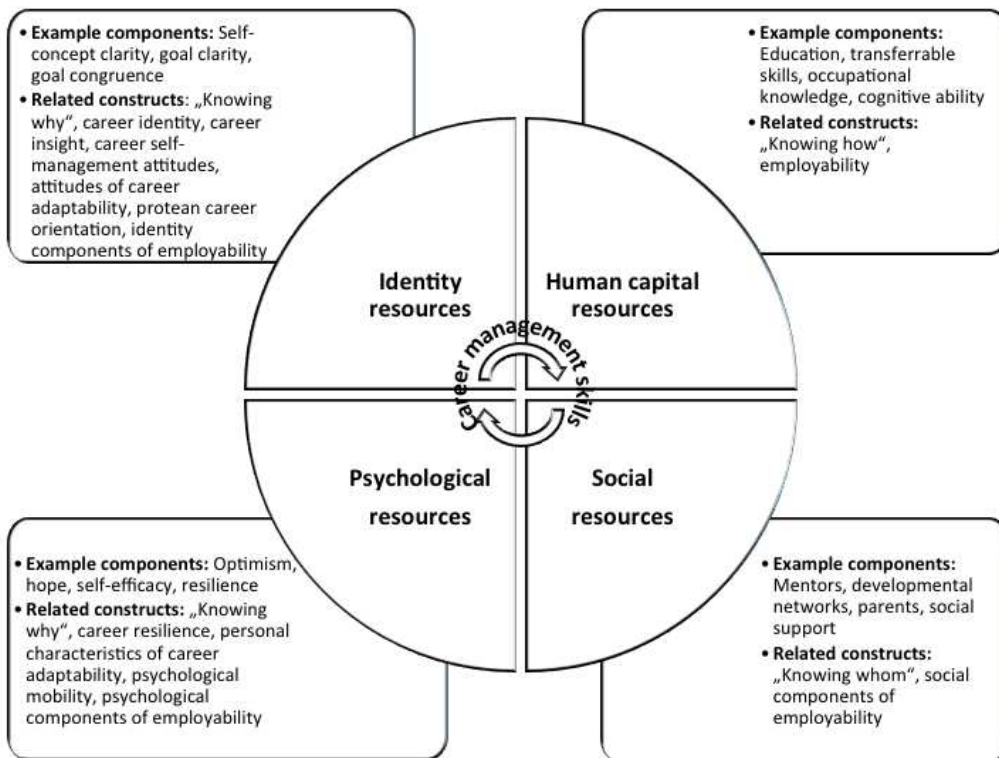 • Example components: Self-
concept clarity, goal clarity,
goal congruence
• Related constructs: „Knowing
why“, career identity, career
insight, career self-
management attitudes,
attitudes of career
adaptability, protean career
orientation, identity
components of employability
• Example components:
Education, transferrable
skills, occupational
knowledge, cognitive ability
• Related constructs:
„Knowing how“,
employability
Identity
resources
Human capital
resources
Career management skills
Psychological
resources
Social
resources
• Example components: Optimism,
hope, self-efficacy, resilience
• Related constructs: „Knowing
why“, career resilience, personal
characteristics of career
adaptability, psychological
mobility, psychological
components of employability
• Example components:
Mentors, developmental
networks, parents, social
support
• Related constructs:
„Knowing whom“, social
components of
employability